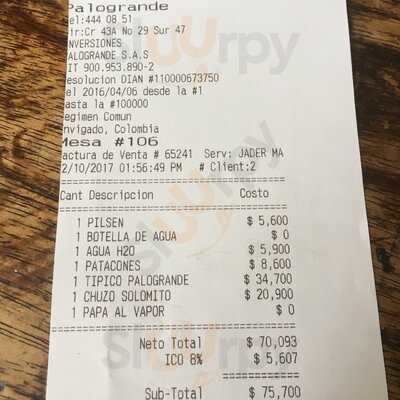 Palogrande
el:444 08 51
ir:Cr 43A No 29 Sur 47
NVERSIONES
ALOGRANDE S.A.S
IT 900.953.890-2
esolucion DIAN #110000673750
el 2016/04/06 desde la #1
asta la #100000
egimen Comun
nvigado, Colombia
Mesa #106
actura de Venta # 65241 Serv: JADER MA
2/10/2017 01:56:49 PM # Client:2
Cant Descripcion Costo
1 PILSEN $ 5,600
1 BOTELLA DE AGUA $ 0
1 AGUA H2O $ 5,900
1 PATACONES $ 8,600
1 TIPICO PALOGRANDE $ 34,700
1 CHUZO SOLOMITO $ 20,900
1 PAPA AL VAPOR $ 0
Neto Total $ 70,093
ICO 8% $ 5,607
Sub-Total $ 75,700
Sluurpy
Sluurpy
Sluurpy